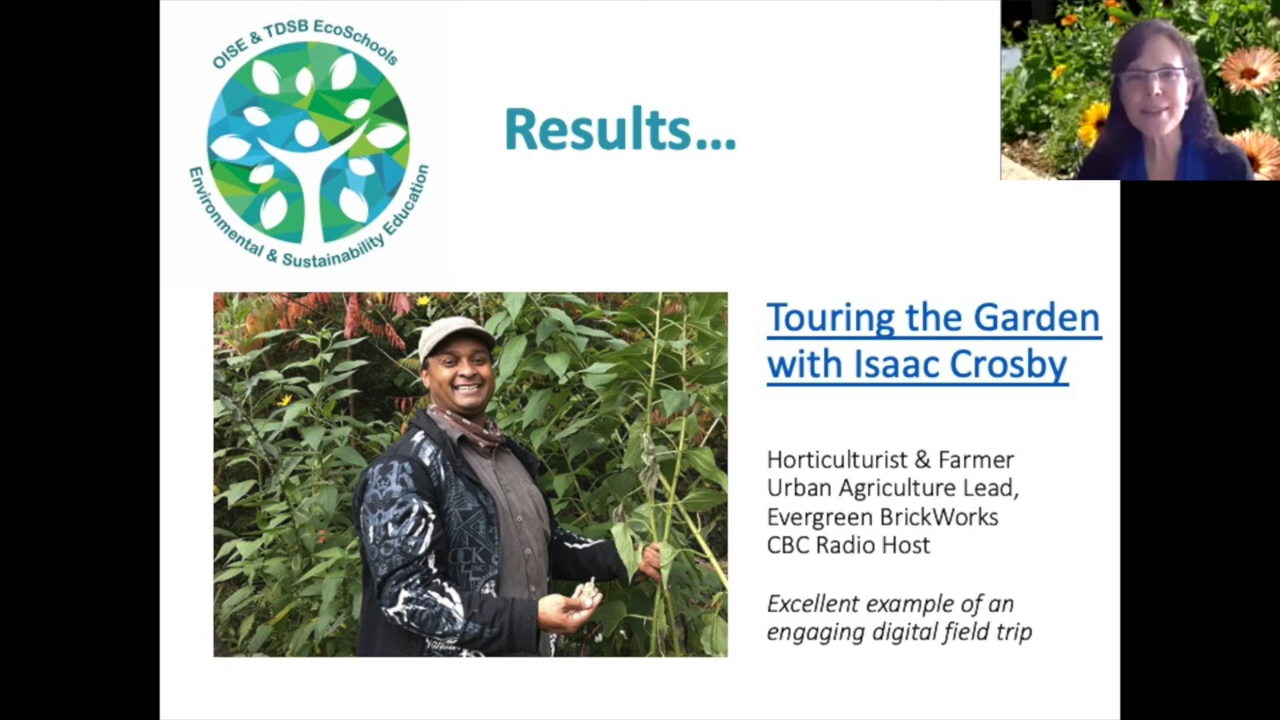 OISE & TDSB EcoSchools
Environmental & Sustainability Education
Results...
Touring the Garden
with Isaac Crosby
Horticulturist & Farmer
Urban Agriculture Lead,
Evergreen BrickWorks
CBC Radio Host
Excellent example of an
engaging digital field trip